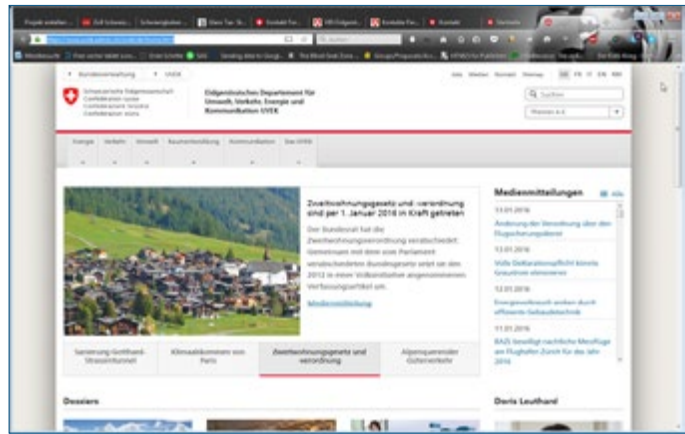 Bundesverwaltung UVEK
Jobs Medien Kontakt Sitemap DE FR IT EN RM
Schweizerische Eidgenossenschaft
Confédération suisse
Confederazione Svizzera
Confederaziun svizra
Eidgenössisches Departement für
Umwelt, Verkehr, Energie und
Kommunikation UVEK
Suchen
Themen A-Z
Energie Verkehr Umwelt Raumentwicklung Kommunikation Das UVEK
Zweitwohnungsgesetz und -verordnung
sind per 1. Januar 2016 in Kraft getreten
Der Bundesrat hat die
Zweitwohnungsverordnung verabschiedet.
Gemeinsam mit dem vom Parlament
verabschiedeten Bundesgesetz setzt sie den
2012 in einer Volksinitiative angenommenen
Verfassungsartikel um.
Medienmitteilung
Medienmitteilungen Alle
13.01.2016
Änderung der Verordnung über den
Flugsicherungsdienst
13.01.2016
Volle Deklarationspflicht könnte
Graustrom eliminieren
12.01.2016
Energieverbrauch senken durch
effiziente Gebäudetechnik
11.01.2016
BAZL bewilligt nächtliche Messflüge
am Flughafen Zürich für das Jahr
2016
Sanierung Gotthard-
Strassentunnel
Klimaabkommen von
Paris
Zweitwohnungsgesetz und
-verordnung
Alpenquerender
Güterverkehr
Dossiers
Doris Leuthard